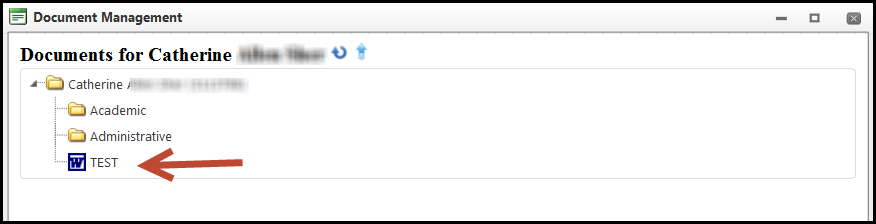 Document Management
Documents for Catherine
Catherine
Academic
Administrative
TEST